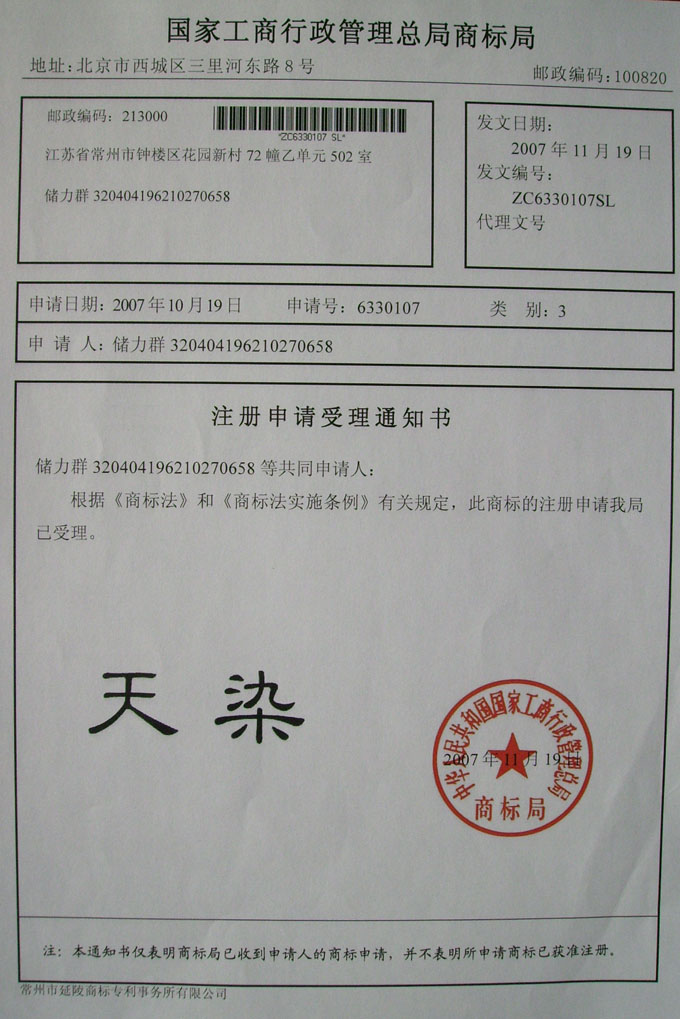 国家工商行政管理总局商标局
地址:北京市西城区三里河东路8号
邮政编码:100820
邮政编码: 213000
*ZC6330107 SL*
江苏省常州市钟楼区花园新村72幢乙单元502室
储力群 320404196210270658
发文日期:
2007年11月19日
发文编号:
ZC6330107SL
代理文号
申请日期: 2007年10月19日 申请号: 6330107 类 别: 3
申 请 人: 储力群 320404196210270658
注册申请受理通知书
储力群 320404196210270658 等共同申请人:
根据《商标法》和《商标法实施条例》有关规定，此商标的注册申请我局
已受理。
天染
中华人民共和国国家工商行政管理总局
2007年11月19日
商标局
注: 本通知书仅表明商标局已收到申请人的商标申请，并不表明所申请商标已获准注册。
常州市延陵商标专利事务所有限公司